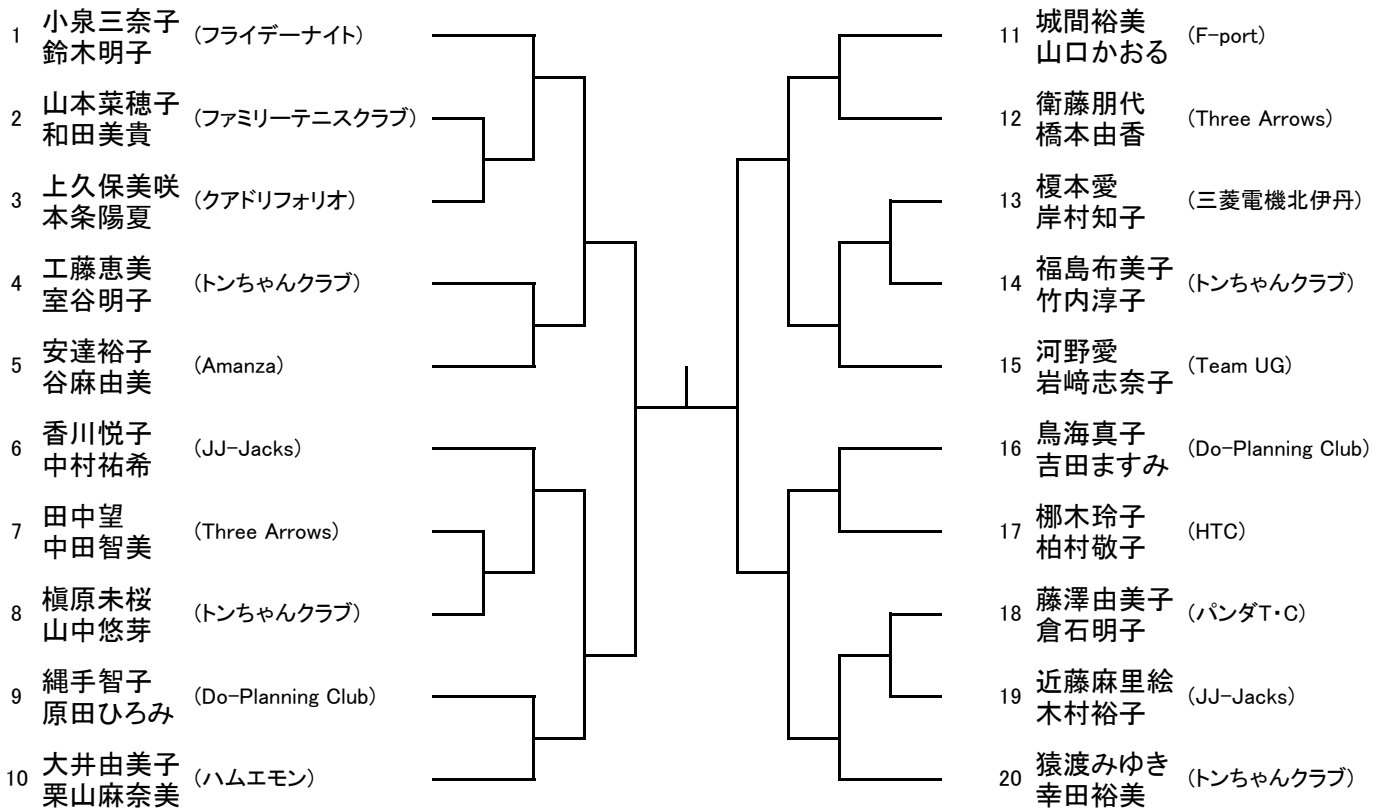 1 小泉三奈子 (フライデーナイト)
鈴木明子
2 山本菜穂子 (ファミリーテニスクラブ)
和田美貴
3 上久保美咲 (クアドリフォリオ)
本条陽夏
4 工藤恵美 (トンちゃんクラブ)
室谷明子
5 安達裕子 (Amanza)
谷麻由美
6 香川悦子 (JJ-Jacks)
中村祐希
7 田中望 (Three Arrows)
中田智美
8 槇原未桜 (トンちゃんクラブ)
山中悠芽
9 縄手智子 (Do-Planning Club)
原田ひろみ
10 大井由美子 (ハムエモン)
栗山麻奈美
11 城間裕美 (F-port)
山口かおる
12 衛藤朋代 (Three Arrows)
橋本由香
13 榎本愛 (三菱電機北伊丹)
岸村知子
14 福島布美子 (トンちゃんクラブ)
竹内淳子
15 河野愛 (Team UG)
岩﨑志奈子
16 鳥海真子 (Do-Planning Club)
吉田ますみ
17 梛木玲子 (HTC)
柏村敬子
18 藤澤由美子 (パンダT・C)
倉石明子
19 近藤麻里絵 (JJ-Jacks)
木村裕子
20 猿渡みゆき (トンちゃんクラブ)
幸田裕美